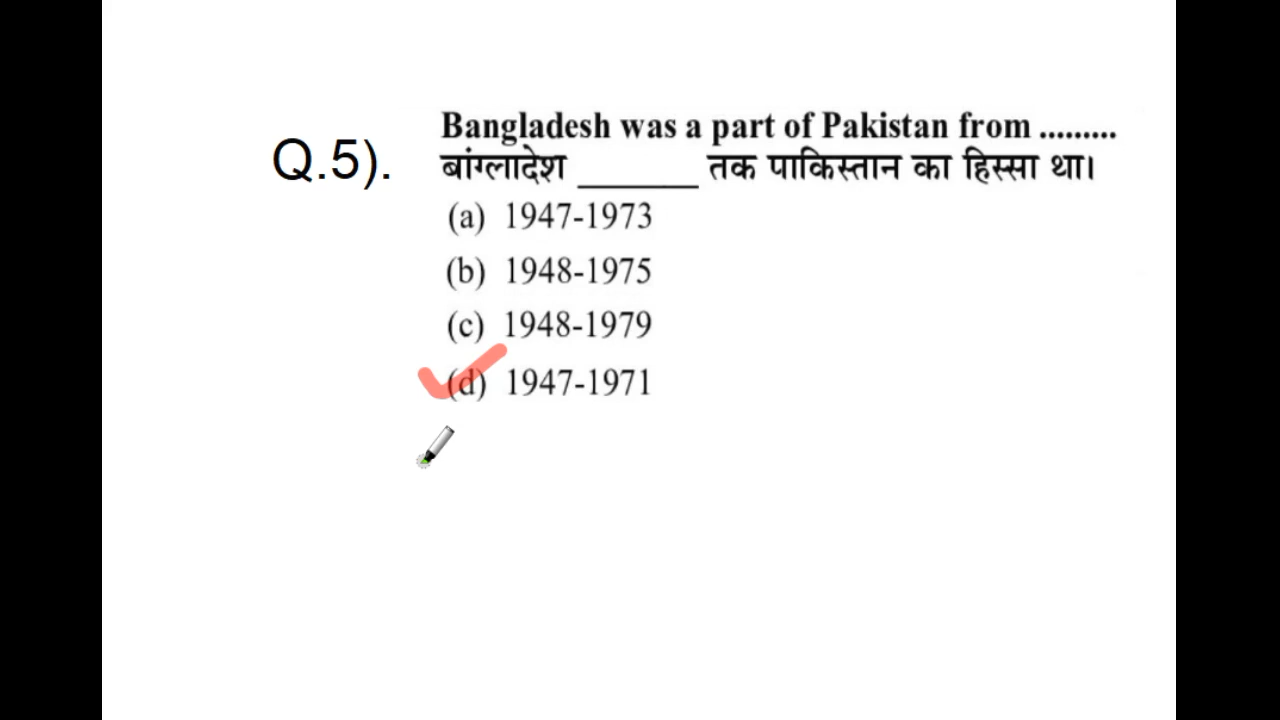 Q.5).
Bangladesh was a part of Pakistan from .........
बांग्लादेश _______ तक पाकिस्तान का हिस्सा था।
(a) 1947-1973
(b) 1948-1975
(c) 1948-1979
(d) 1947-1971